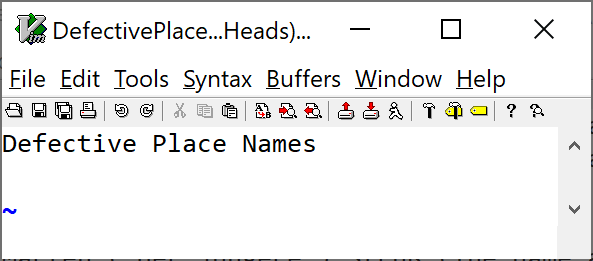 DefectivePlace...Heads)...
File Edit Tools Syntax Buffers Window Help
Defective Place Names
~